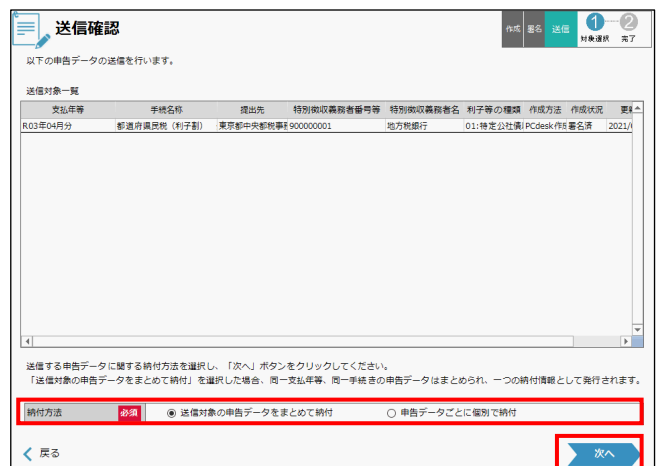 送信確認
作成 署名 送信 1 対象選択 2 完了
以下の申告データの送信を行います。
送信対象一覧
支払年等 手続名称 提出先 特別徴収義務者番号等 特別徴収義務者名 利子等の種類 作成方法 作成状況 更
R03年04月分 都道府県民税（利子割） 東京都中央都税事 900000001 地方税銀行 01:特定公社債 PCdesk作 署名済 2021/
送信する申告データに関する納付方法を選択し、「次へ」ボタンをクリックしてください。
「送信対象の申告データをまとめて納付」を選択した場合、同一支払年等、同一手続きの申告データはまとめられ、一つの納付情報として発行されます。
納付方法 必須 送信対象の申告データをまとめて納付 申告データごとに個別で納付
戻る 次へ